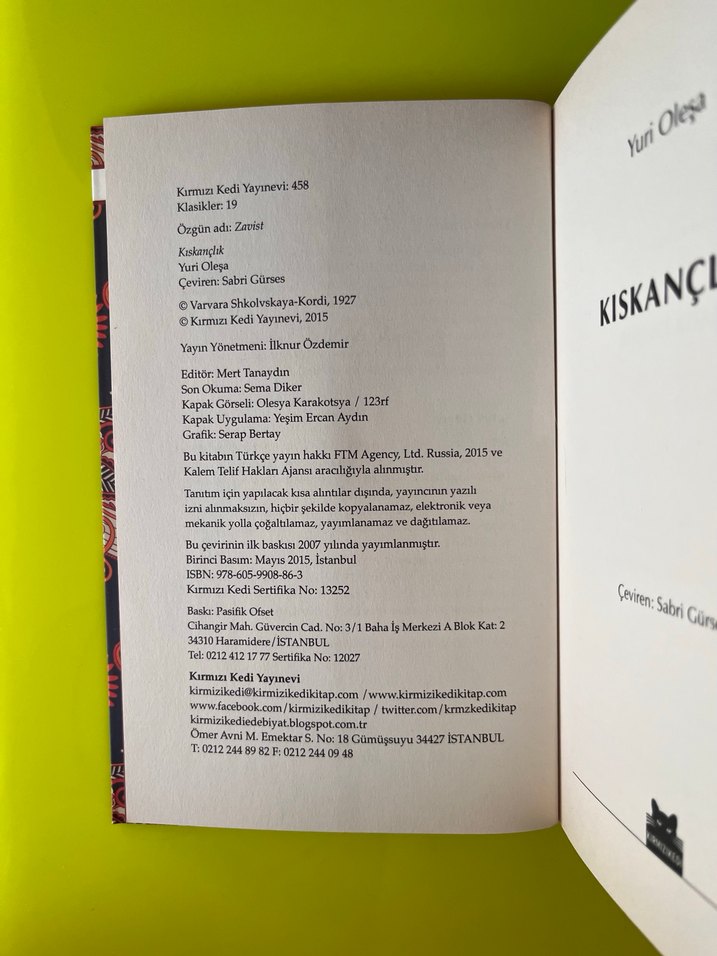 Kırmızı Kedi Yayınevi: 458
Klasikler: 19
Özgün adı: Zavist
Kıskançlık
Yuri Oleşa
Çeviren: Sabri Gürses
© Varvara Shkolvskaya-Kordi, 1927
© Kırmızı Kedi Yayınevi, 2015
Yayın Yönetmeni: İlknur Özdemir
Editör: Mert Tanaydın
Son Okuma: Sema Diker
Kapak Görseli: Olesya Karakotsya / 123rf
Kapak Uygulama: Yeşim Ercan Aydın
Grafik: Serap Bertay
Bu kitabın Türkçe yayın hakkı FTM Agency, Ltd. Russia, 2015 ve
Kalem Telif Hakları Ajansı aracılığıyla alınmıştır.
Tanıtım için yapılacak kısa alıntılar dışında, yayıncının yazılı
izni alınmaksızın, hiçbir şekilde kopyalanamaz, elektronik veya
mekanik yolla çoğaltılamaz, yayımlanamaz ve dağıtılamaz.
Bu çevirinin ilk baskısı 2007 yılında yayımlanmıştır.
Birinci Basım: Mayıs 2015, İstanbul
ISBN: 978-605-9908-86-3
Kırmızı Kedi Sertifika No: 13252
Baskı: Pasifik Ofset
Cihangir Mah. Güvercin Cad. No: 3/1 Baha İş Merkezi A Blok Kat: 2
34310 Haramidere/İSTANBUL
Tel: 0212 412 17 77 Sertifika No: 12027
Kırmızı Kedi Yayınevi
kirmizikedi@kirmizikedikitap.com /www.kirmizikedikitap.com
www.facebook.com/kirmizikedikitap / twitter.com/krmzkedikitap
kirmizikediedebiyat.blogspot.com.tr
Ömer Avni M. Emektar S. No: 18 Gümüşsuyu 34427 İSTANBUL
T: 0212 244 89 82 F: 0212 244 09 48
Yuri Oleşa
KISKANÇL
Çeviren: Sabri Gürse
KIRMIZIKEDİ